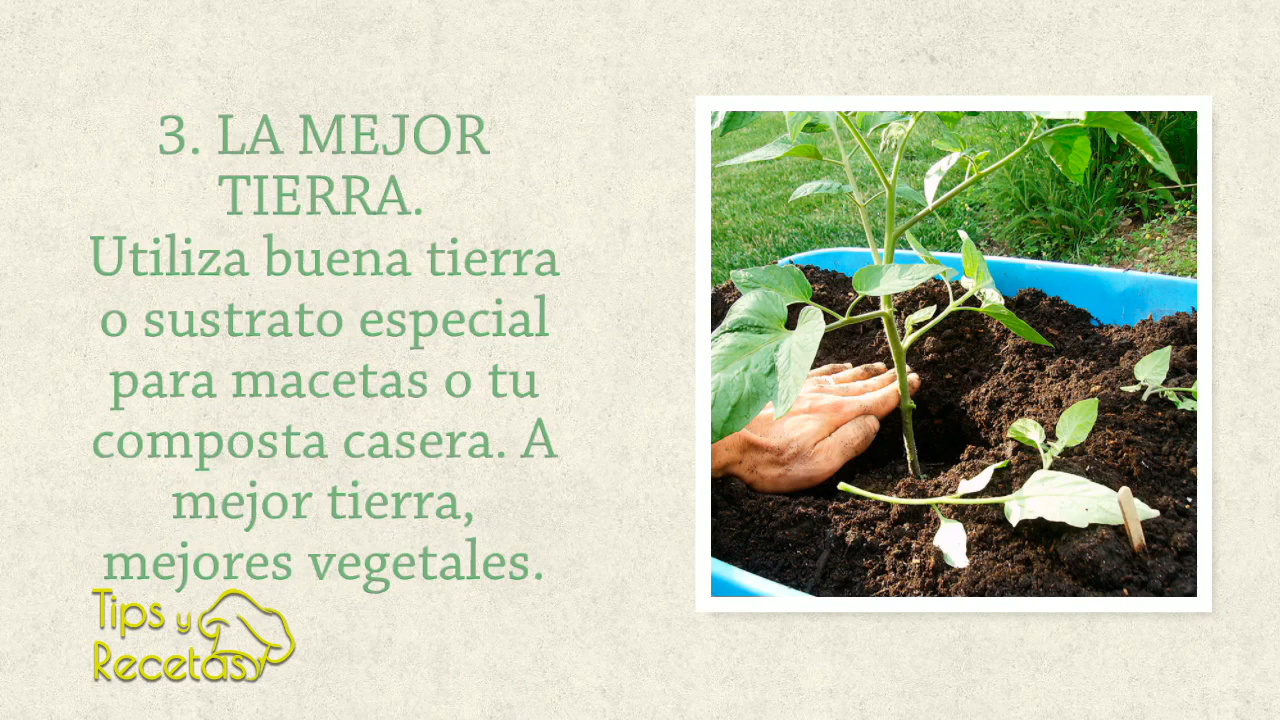 3. LA MEJOR
TIERRA.
Utiliza buena tierra
o sustrato especial
para macetas o tu
composta casera. A
mejor tierra,
mejores vegetales.
Tips y
Recetas